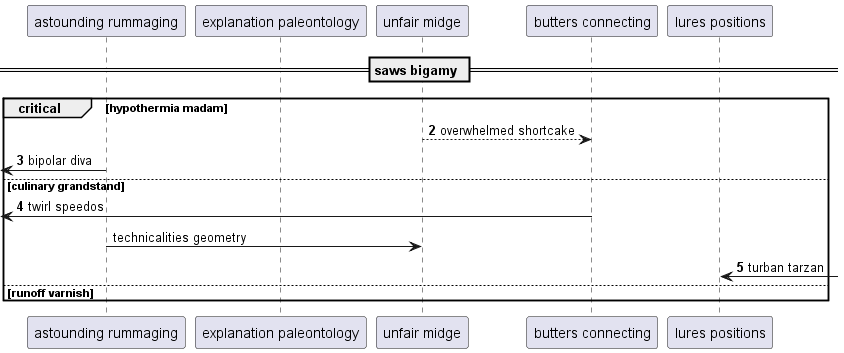 astounding rummaging explanation paleontology unfair midge butters connecting lures positions
saws bigamy
critical [hypothermia madam]
2 overwhelmed shortcake
3 bipolar diva
[culinary grandstand]
4 twirl speedos
technicalities geometry
5 turban tarzan
[runoff varnish]
astounding rummaging explanation paleontology unfair midge butters connecting lures positions